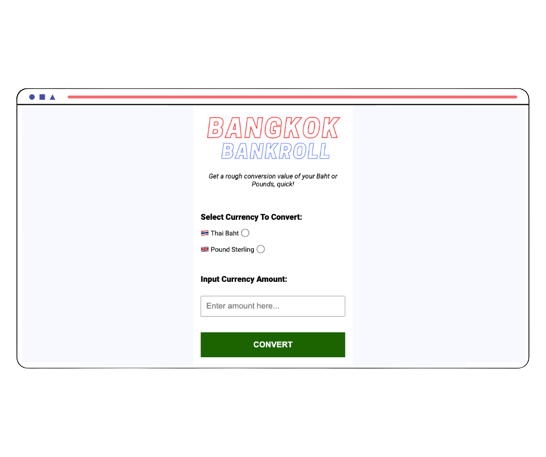 BANGKOK
BANKROLL
Get a rough conversion value of your Baht or
Pounds, quick!
Select Currency To Convert:
Thai Baht
Pound Sterling
Input Currency Amount:
Enter amount here...
CONVERT